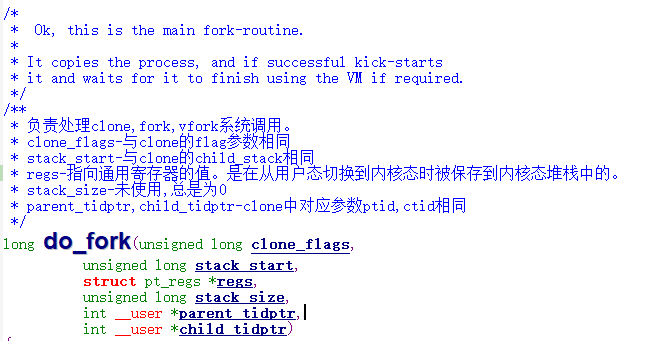 /*
 *  Ok, this is the main fork-routine.
 *
 * It copies the process, and if successful kick-starts
 * it and waits for it to finish using the VM if required.
 */
/**
 * 负责处理clone,fork,vfork系统调用。
 * clone_flags-与clone的flag参数相同
 * stack_start-与clone的child_stack相同
 * regs-指向通用寄存器的值。是在从用户态切换到内核态时被保存到内核态堆栈中的。
 * stack_size-未使用,总是为0
 * parent_tidptr,child_tidptr-clone中对应参数ptid,ctid相同
 */
long do_fork(unsigned long clone_flags,
unsigned long stack_start,
struct pt_regs *regs,
unsigned long stack_size,
int __user *parent_tidptr,
int __user *child_tidptr)